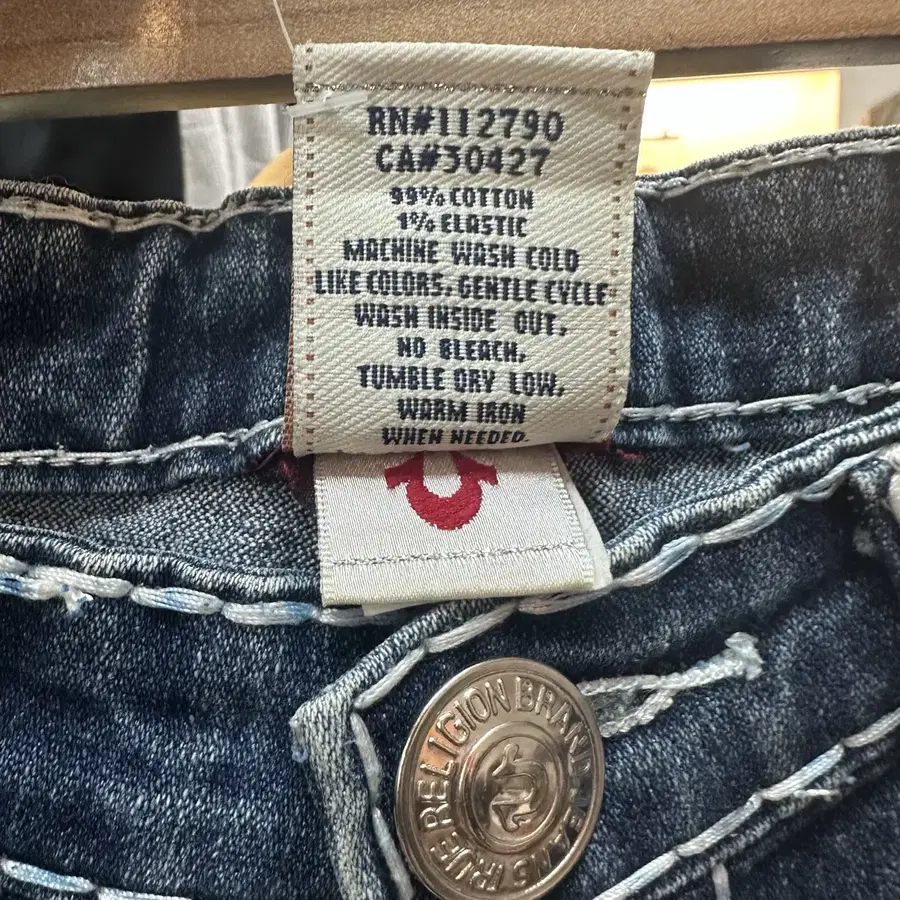 RN#112790
CA#30427
99% COTTON
1% ELASTIC
MACHINE WASH COLD
LIKE COLORS. GENTLE CYCLE
WASH INSIDE OUT.
NO BLEACH.
TUMBLE DRY LOW.
WARM IRON
WHEN NEEDED.
TRUE RELIGION BRAND JEANS